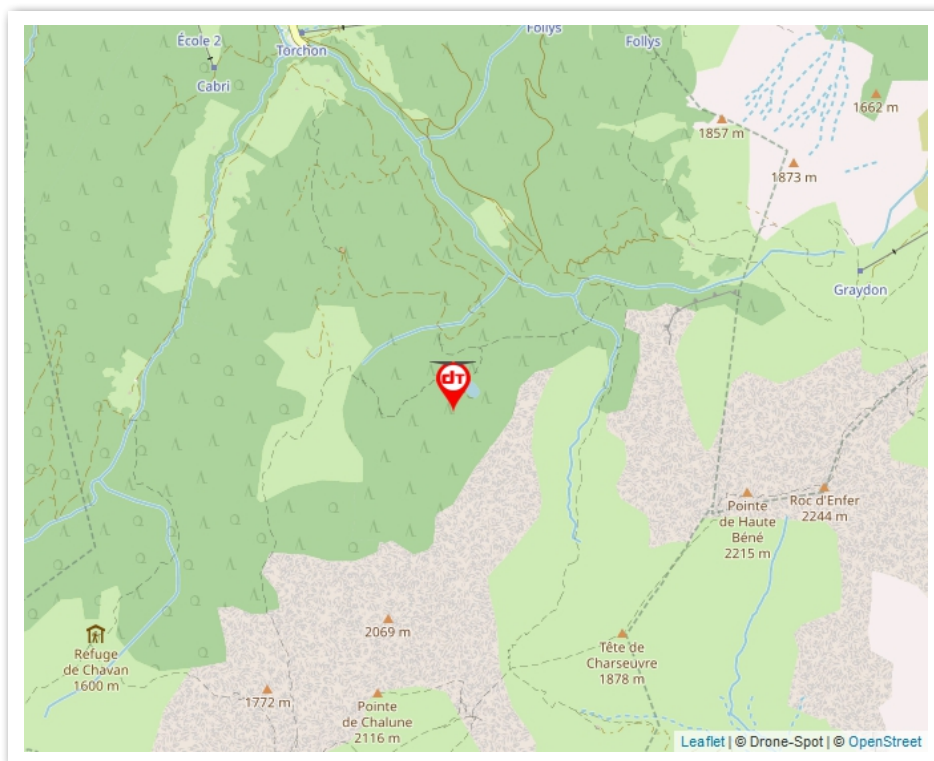 Follys
École 2
Torchon
Follys
Cabri
1662 m
1857 m
1873 m
Graydon
dT
Pointe
de Haute
Béné
2215 m
Roc d'Enfer
2244 m
Refuge
de Chavan
1600 m
2069 m
Tête de
Charseuvre
1878 m
1772 m
Pointe
de Chalune
2116 m
Leaflet | © Drone-Spot | © OpenStreet